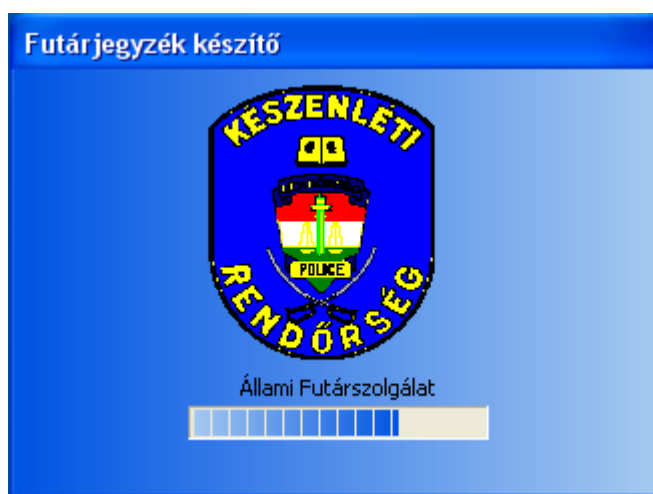 Futárjegyzék készítő
KÉSZENLÉTI
POLICE
RENDŐRSÉG
Állami Futárszolgálat